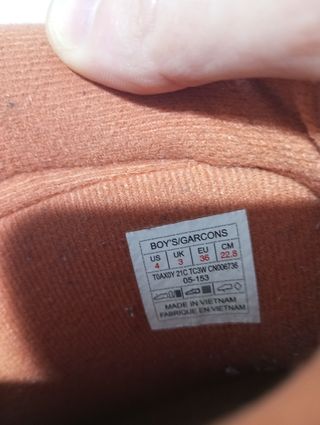 BOY'S/GARCONS
US UK EU CM
4 3 36 22.8
T0AX0Y 21C TC3W CN006736
05-153
MADE IN VIETNAM
FABRIQUE EN VIETNAM